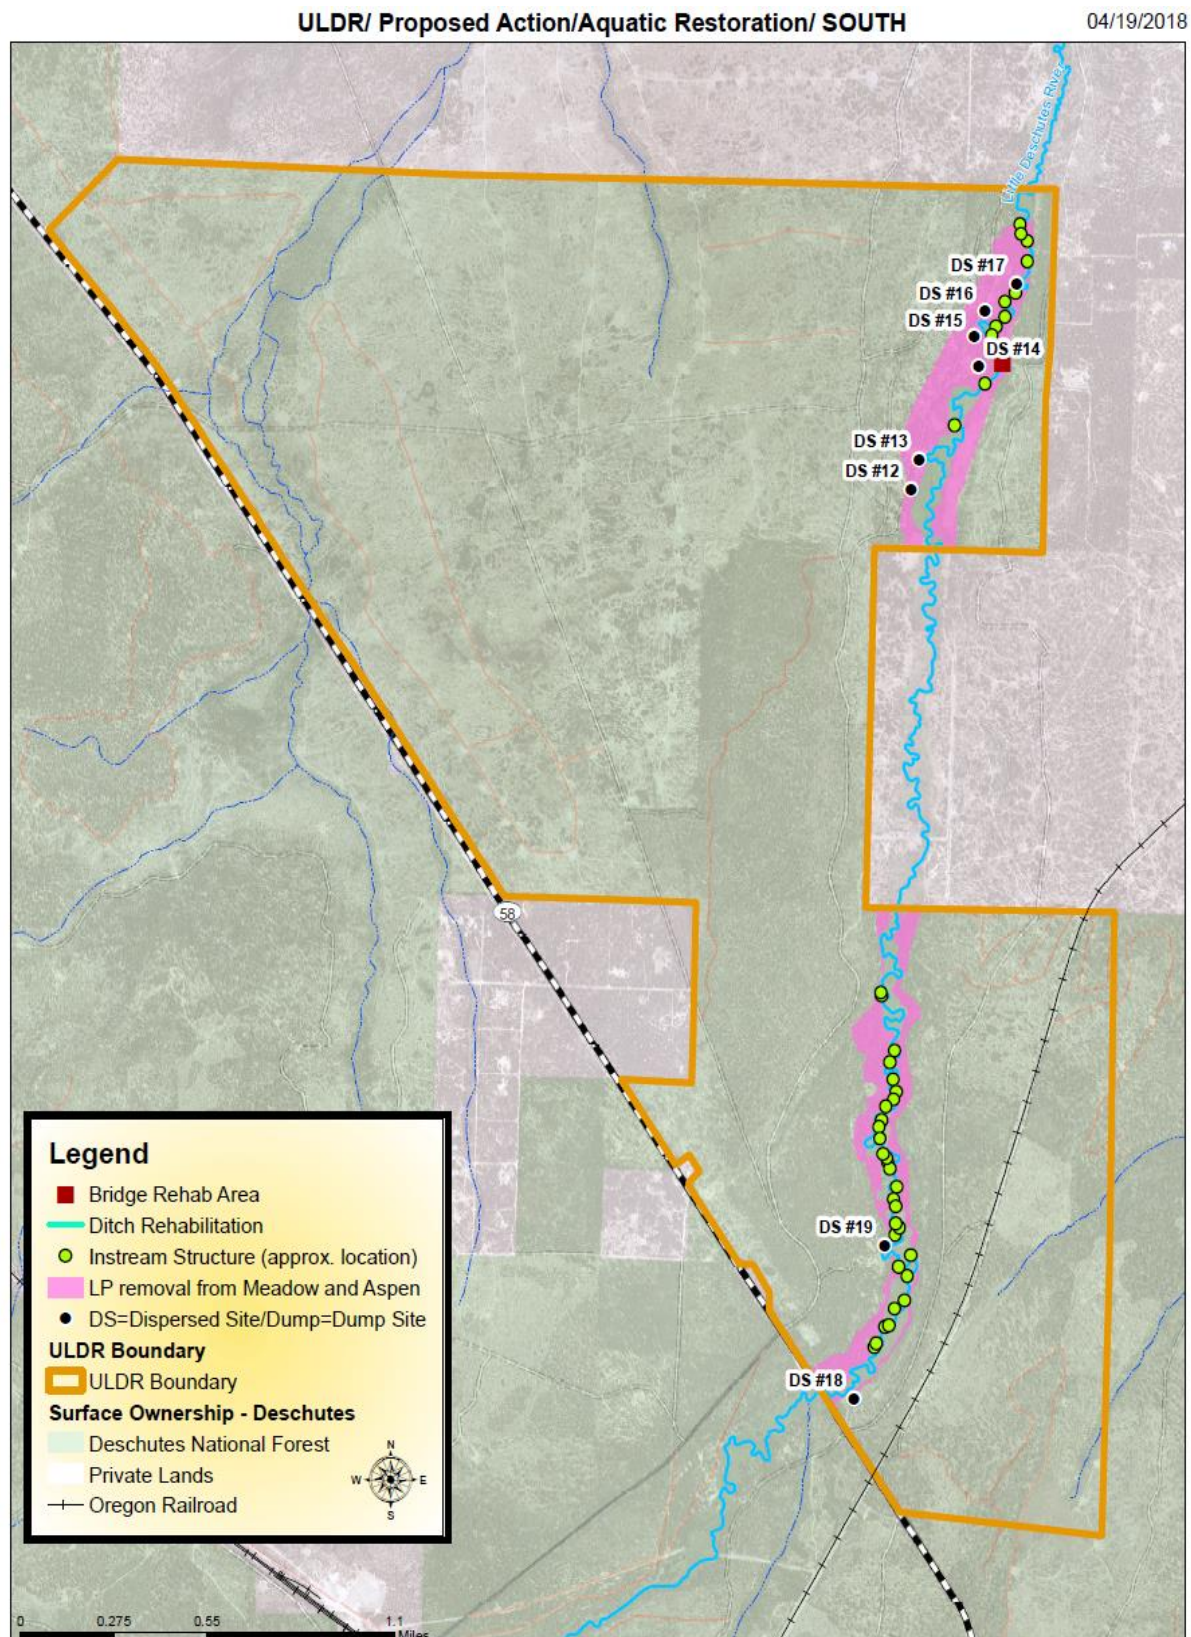 ULDR/ Proposed Action/Aquatic Restoration/ SOUTH
04/19/2018
Little Deschutes River
DS #17
DS #16
DS #15
DS #14
DS #13
DS #12
58
DS #19
DS #18
Legend
Bridge Rehab Area
Ditch Rehabilitation
Instream Structure (approx. location)
LP removal from Meadow and Aspen
DS=Dispersed Site/Dump=Dump Site
ULDR Boundary
ULDR Boundary
Surface Ownership - Deschutes
Deschutes National Forest
Private Lands
Oregon Railroad
N
W E
S
0 0.275 0.55 1.1
Miles